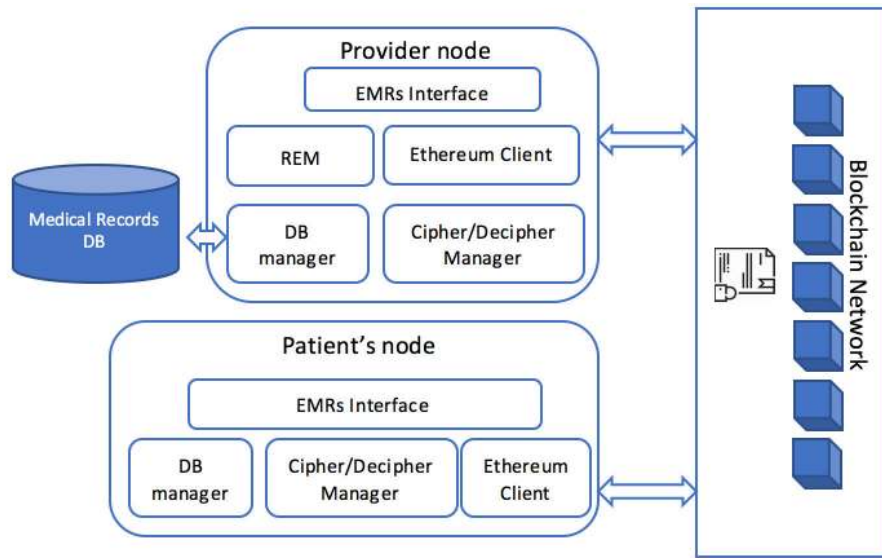 Provider node
EMRs Interface
REM
Ethereum Client
DB
manager
Cipher/Decipher
Manager
Medical Records
DB
Patient's node
EMRs Interface
DB
manager
Cipher/Decipher
Manager
Ethereum
Client
Blockchain Network